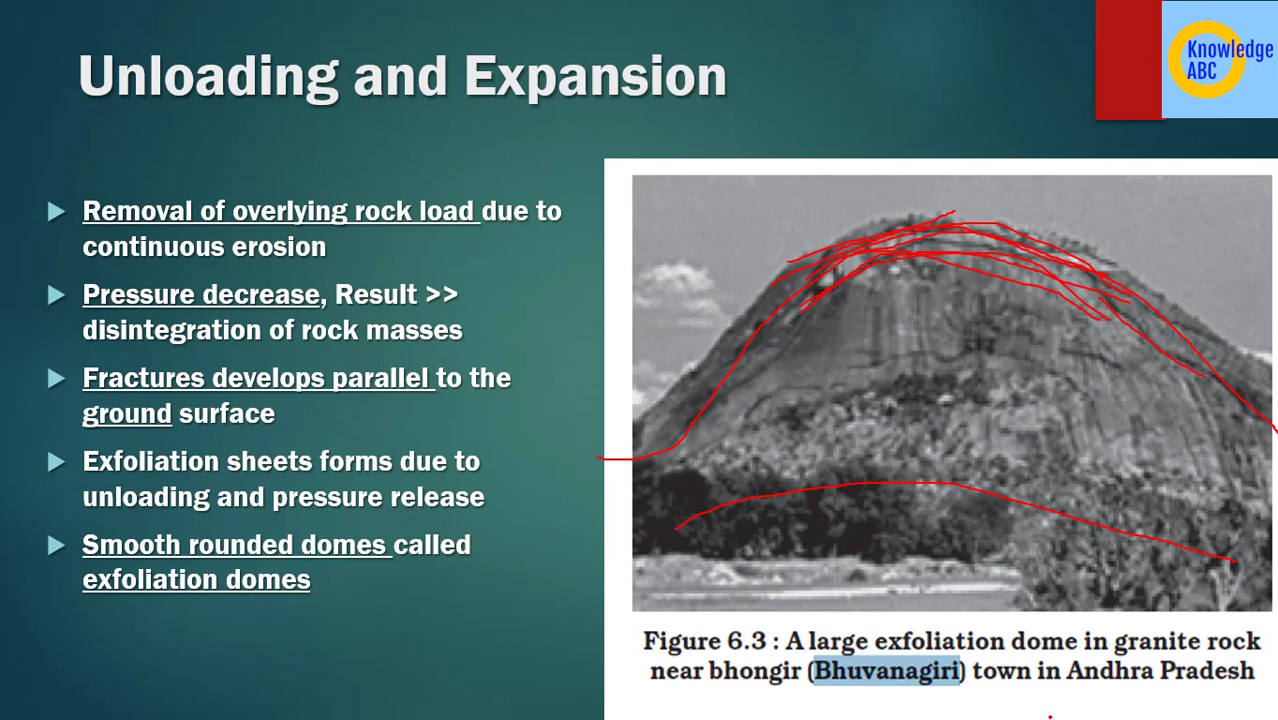 Unloading and Expansion
Knowledge
ABC
Removal of overlying rock load due to
continuous erosion
Pressure decrease, Result >>
disintegration of rock masses
Fractures develops parallel to the
ground surface
Exfoliation sheets forms due to
unloading and pressure release
Smooth rounded domes called
exfoliation domes
Figure 6.3 : A large exfoliation dome in granite rock
near bhongir (Bhuvanagiri) town in Andhra Pradesh